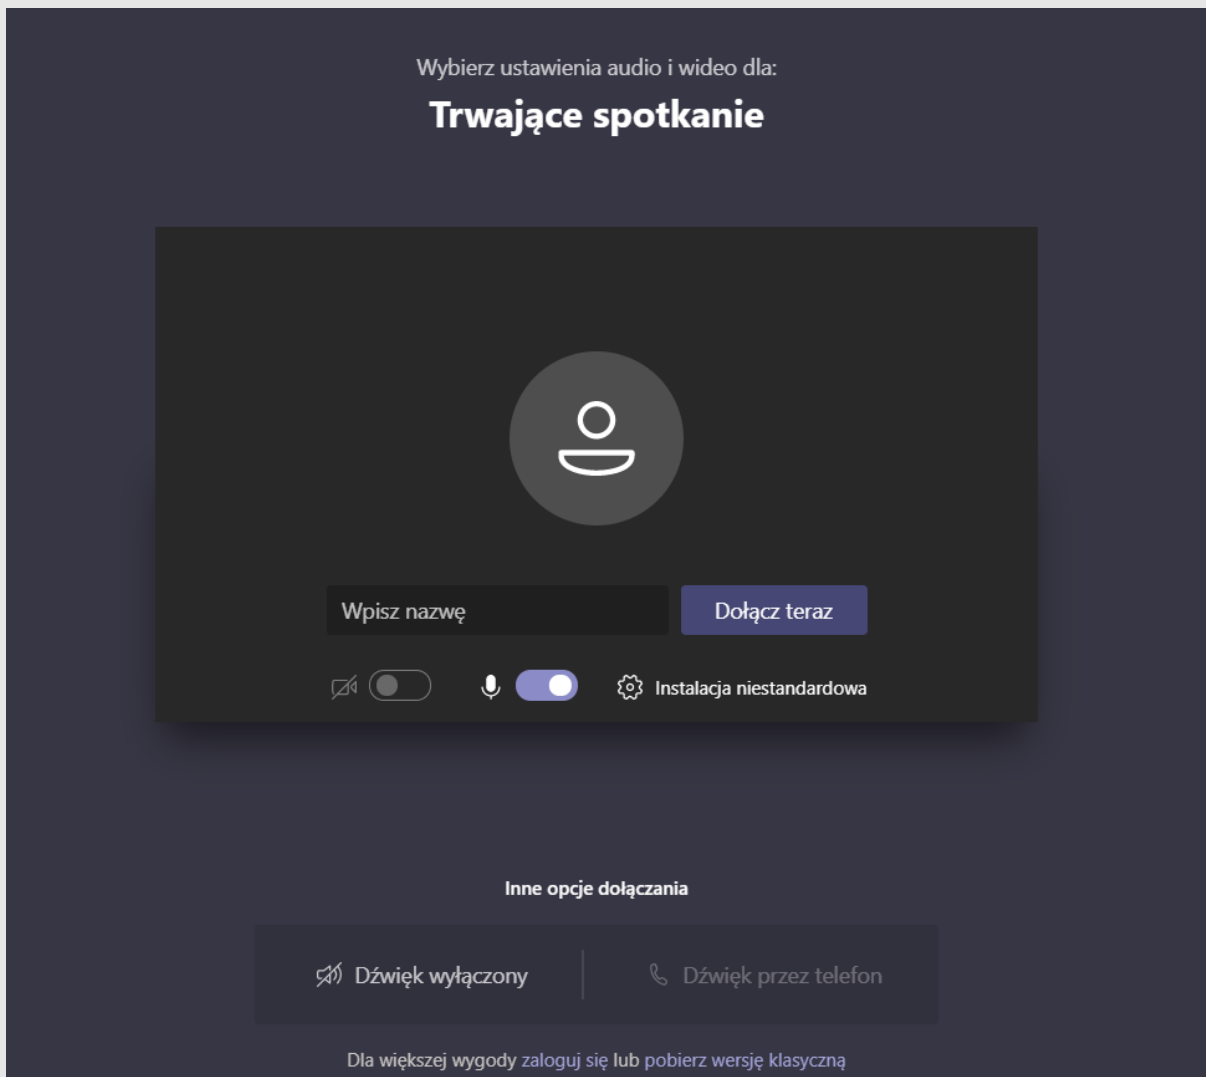 Wybierz ustawienia audio i wideo dla:
Trwające spotkanie
Wpisz nazwę
Dołącz teraz
Instalacja niestandardowa
Inne opcje dołączania
Dźwięk wyłączony
Dźwięk przez telefon
Dla większej wygody zaloguj się lub pobierz wersję klasyczną